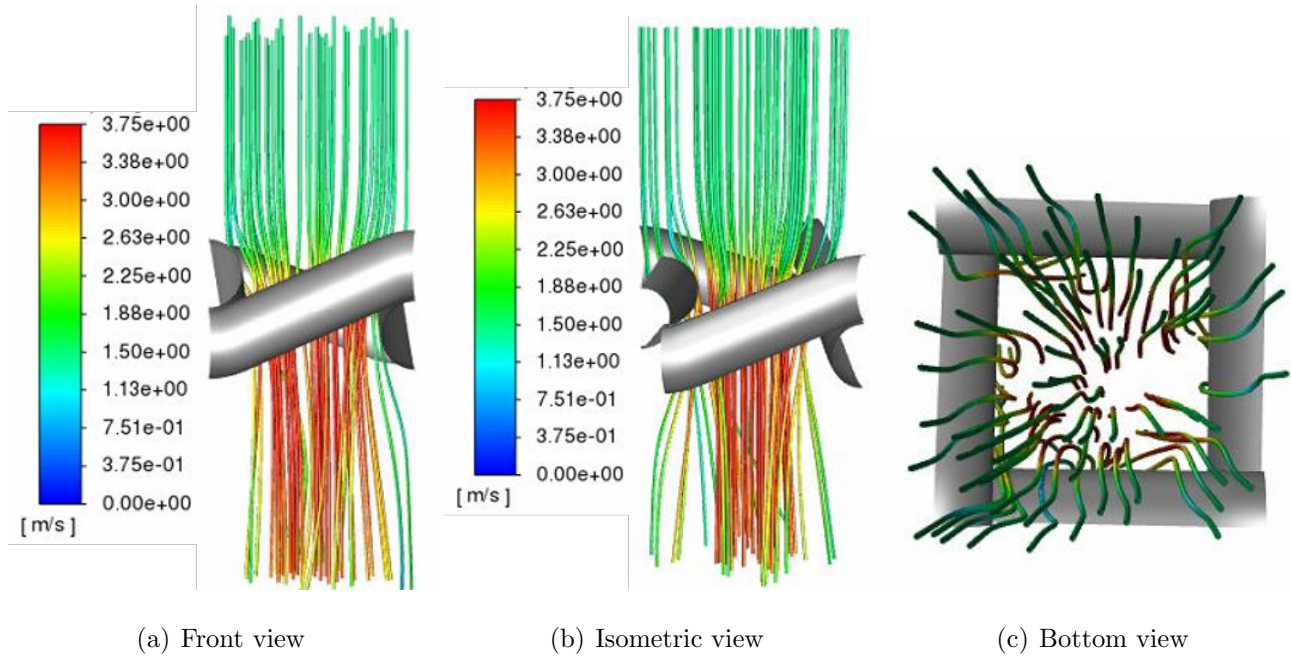 3.75e+00
3.38e+00
3.00e+00
2.63e+00
2.25e+00
1.88e+00
1.50e+00
1.13e+00
7.51e-01
3.75e-01
0.00e+00
[ m/s ]
3.75e+00
3.38e+00
3.00e+00
2.63e+00
2.25e+00
1.88e+00
1.50e+00
1.13e+00
7.51e-01
3.75e-01
0.00e+00
[ m/s ]
(a) Front view
(b) Isometric view
(c) Bottom view